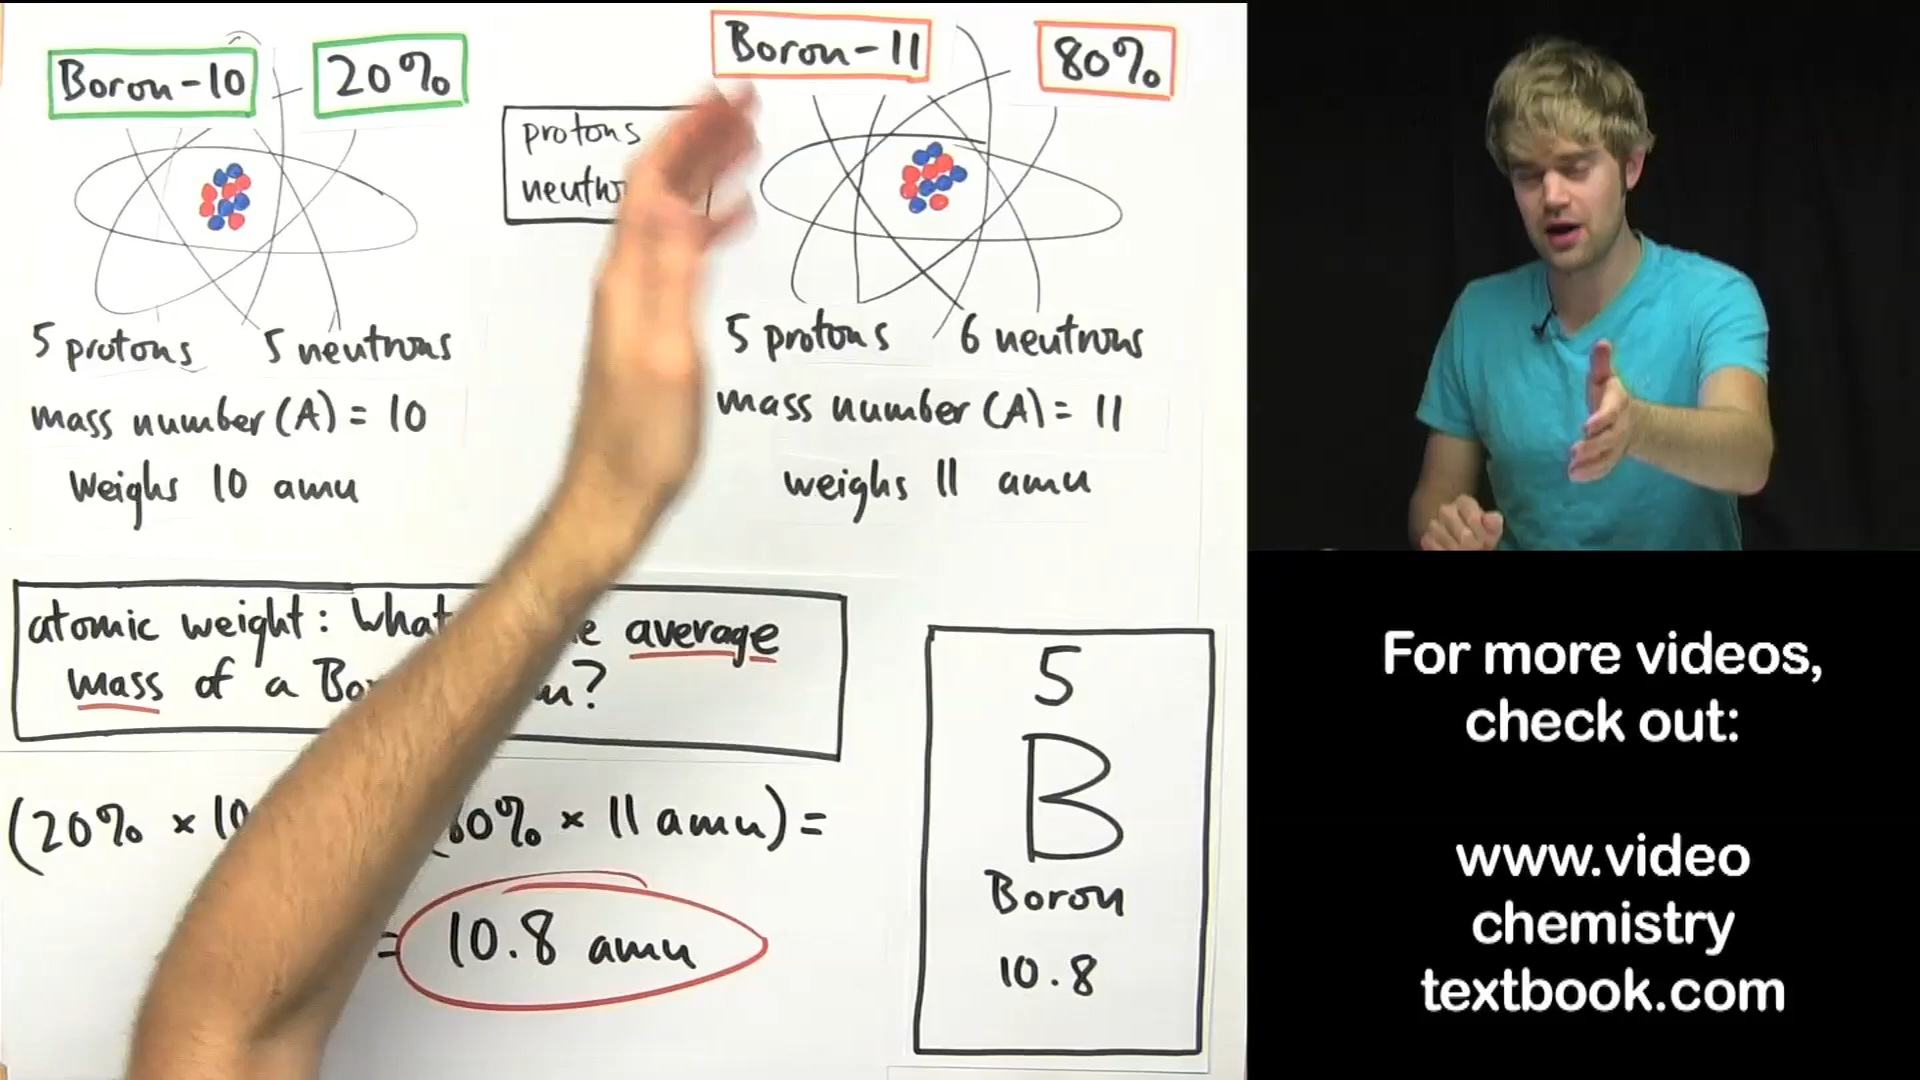 Boron-10
20%
Boron-11
80%
protons
5 protons 5 neutrons
mass number (A) = 10
Weighs 10 amu
5 protons 6 neutrons
mass number (A) = 11
weighs 11 amu
atomic weight: What average
mass of a
(20% × 10 0% × 11 amu) =
= 10.8 amu
5
B
Boron
10.8
For more videos,
check out:
www.video
chemistry
textbook.com